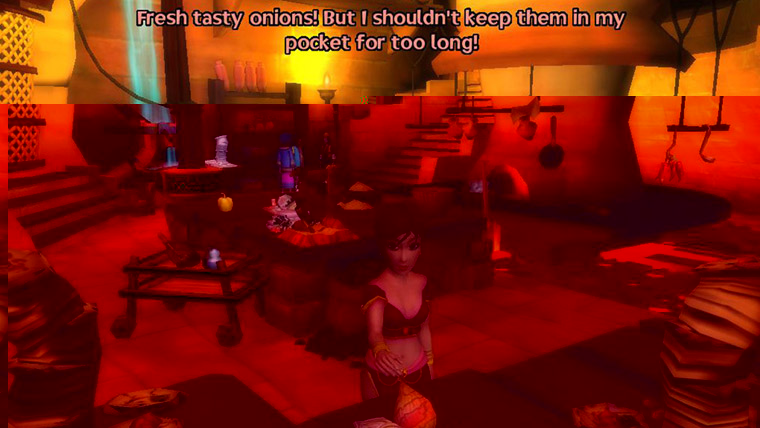 Fresh tasty onions! But I shouldn't keep them in my
pocket for too long!